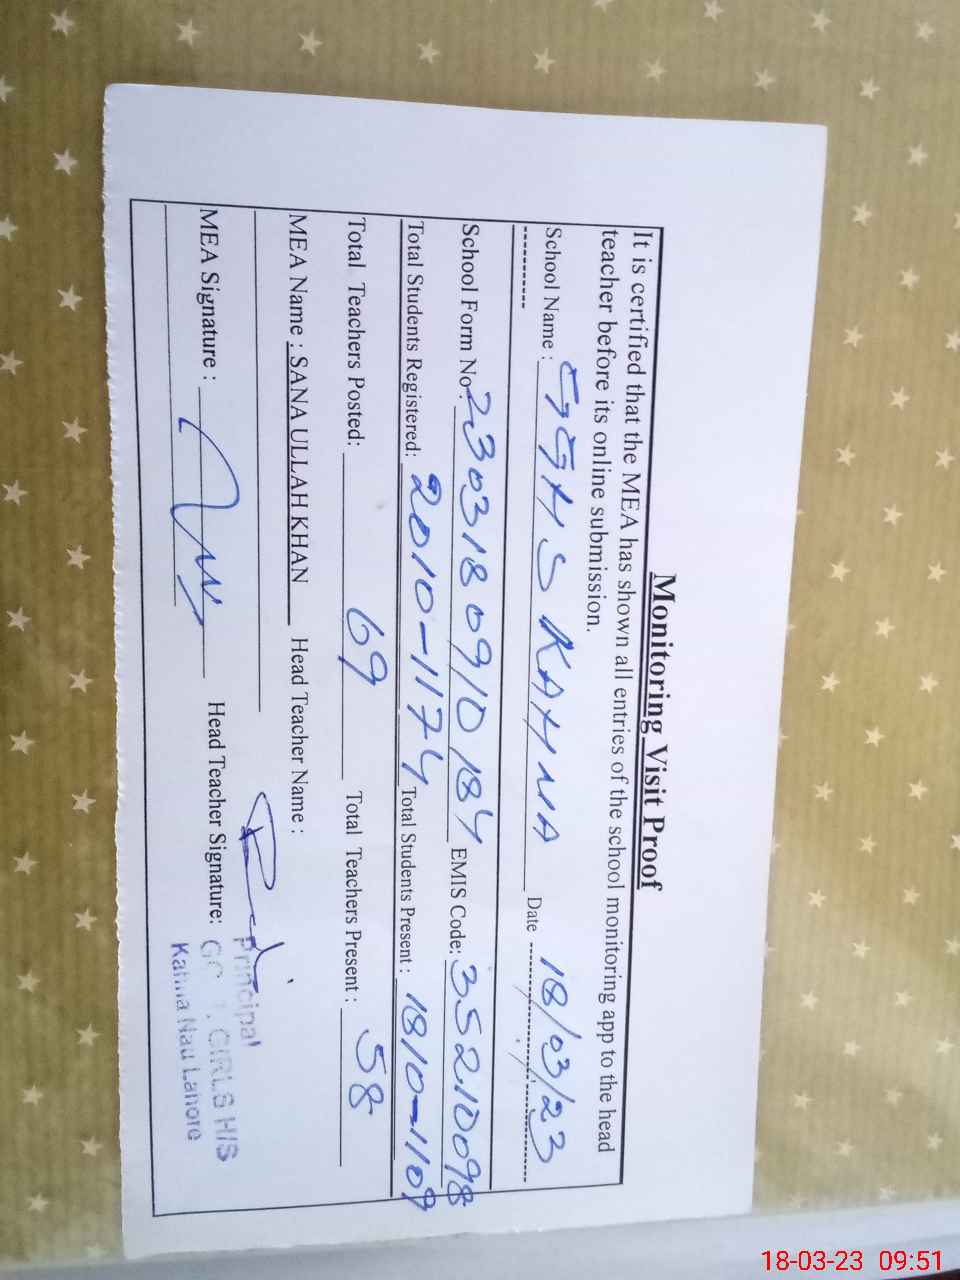 Monitoring Visit Proof
It is certified that the MEA has shown all entries of the school monitoring app to the head
teacher before its online submission.
School Name : GGHS KAHNA Date 18/03/23
School Form No: 230318 09/0184 EMIS Code: 35210098
Total Students Registered: 2010-1174 Total Students Present : 1810-1109
Total Teachers Posted: 69 Total Teachers Present : 58
MEA Name : SANA ULLAH KHAN Head Teacher Name :
MEA Signature : Head Teacher Signature:
Principal
GIRLS H/S
Kahna Nau Lahore
18-03-23 09:51